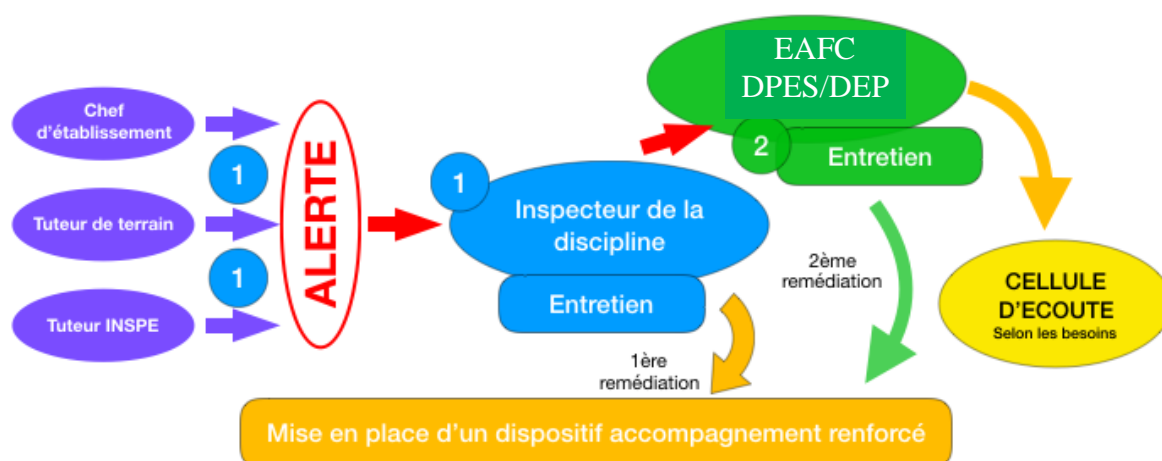 Chef
d'établissement
1
Tuteur de terrain
1
Tuteur INSPE
ALERTE
1
Inspecteur de la
discipline
Entretien
1ère
remédiation
EAFC
DPES/DEP
2
Entretien
2ème
remédiation
CELLULE
D'ECOUTE
Selon les besoins
Mise en place d'un dispositif accompagnement renforcé